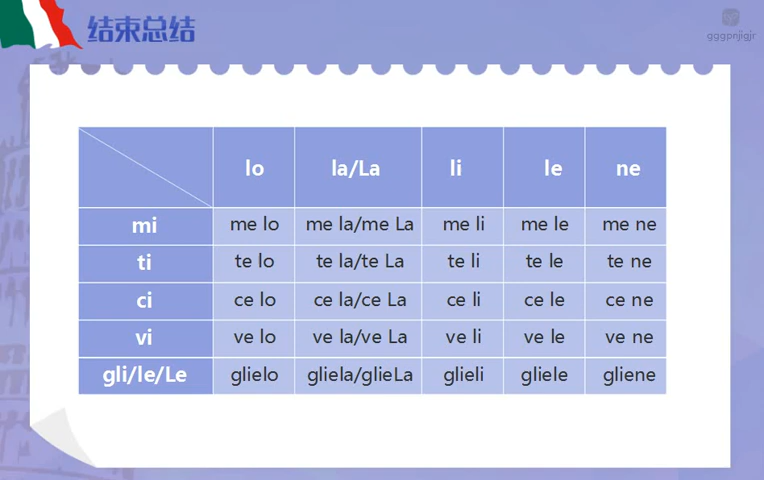 结束总结
gggpnjigjr
lo la/La li le ne
mi me lo me la/me La me li me le me ne
ti te lo te la/te La te li te le te ne
ci ce lo ce la/ce La ce li ce le ce ne
vi ve lo ve la/ve La ve li ve le ve ne
gli/le/Le glielo gliela/glieLa glieli gliele gliene